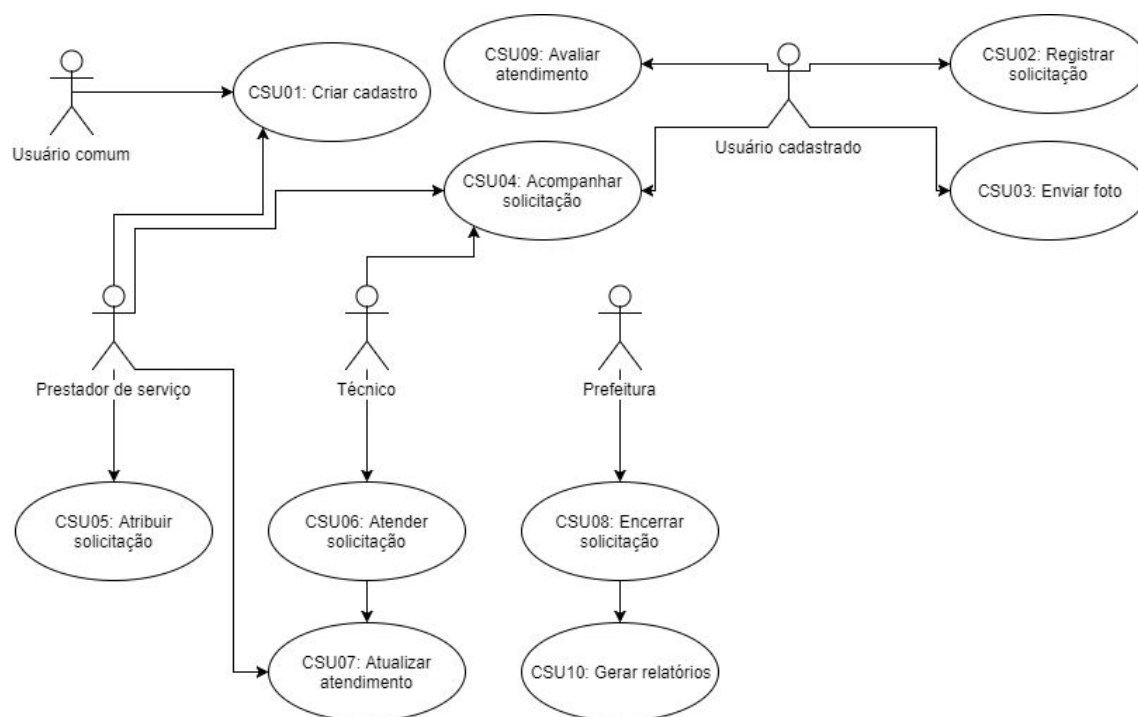 CSU09: Avaliar
atendimento
CSU02: Registrar
solicitação
CSU01: Criar cadastro
Usuário comum
Usuário cadastrado
CSU04: Acompanhar
solicitação
CSU03: Enviar foto
Prestador de serviço
Técnico
Prefeitura
CSU05: Atribuir
solicitação
CSU06: Atender
solicitação
CSU08: Encerrar
solicitação
CSU07: Atualizar
atendimento
CSU10: Gerar relatórios